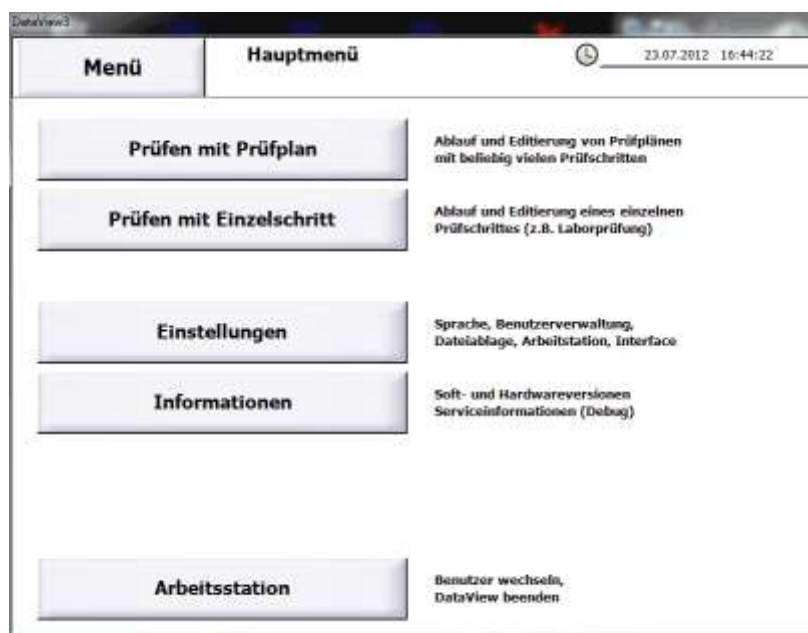 DataView3
Menü
Hauptmenü
23.07.2012 16:44:22
Prüfen mit Prüfplan
Ablauf und Editierung von Prüfplänen
mit beliebig vielen Prüfschritten
Prüfen mit Einzelschritt
Ablauf und Editierung eines einzelnen
Prüfschrittes (z.B. Laborprüfung)
Einstellungen
Sprache, Benutzerverwaltung,
Dateiablage, Arbeitstation, Interface
Informationen
Soft- und Hardwareversionen
Serviceinformationen (Debug)
Arbeitsstation
Benutzer wechseln,
DataView beenden